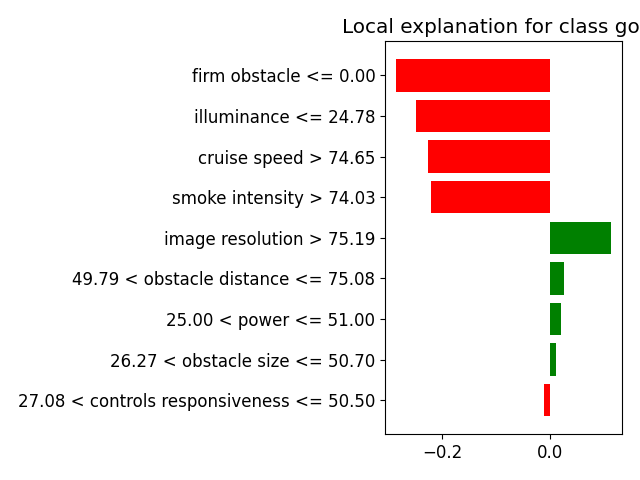 Local explanation for class go
firm obstacle <= 0.00
illuminance <= 24.78
cruise speed > 74.65
smoke intensity > 74.03
image resolution > 75.19
49.79 < obstacle distance <= 75.08
25.00 < power <= 51.00
26.27 < obstacle size <= 50.70
27.08 < controls responsiveness <= 50.50
−0.2 0.0